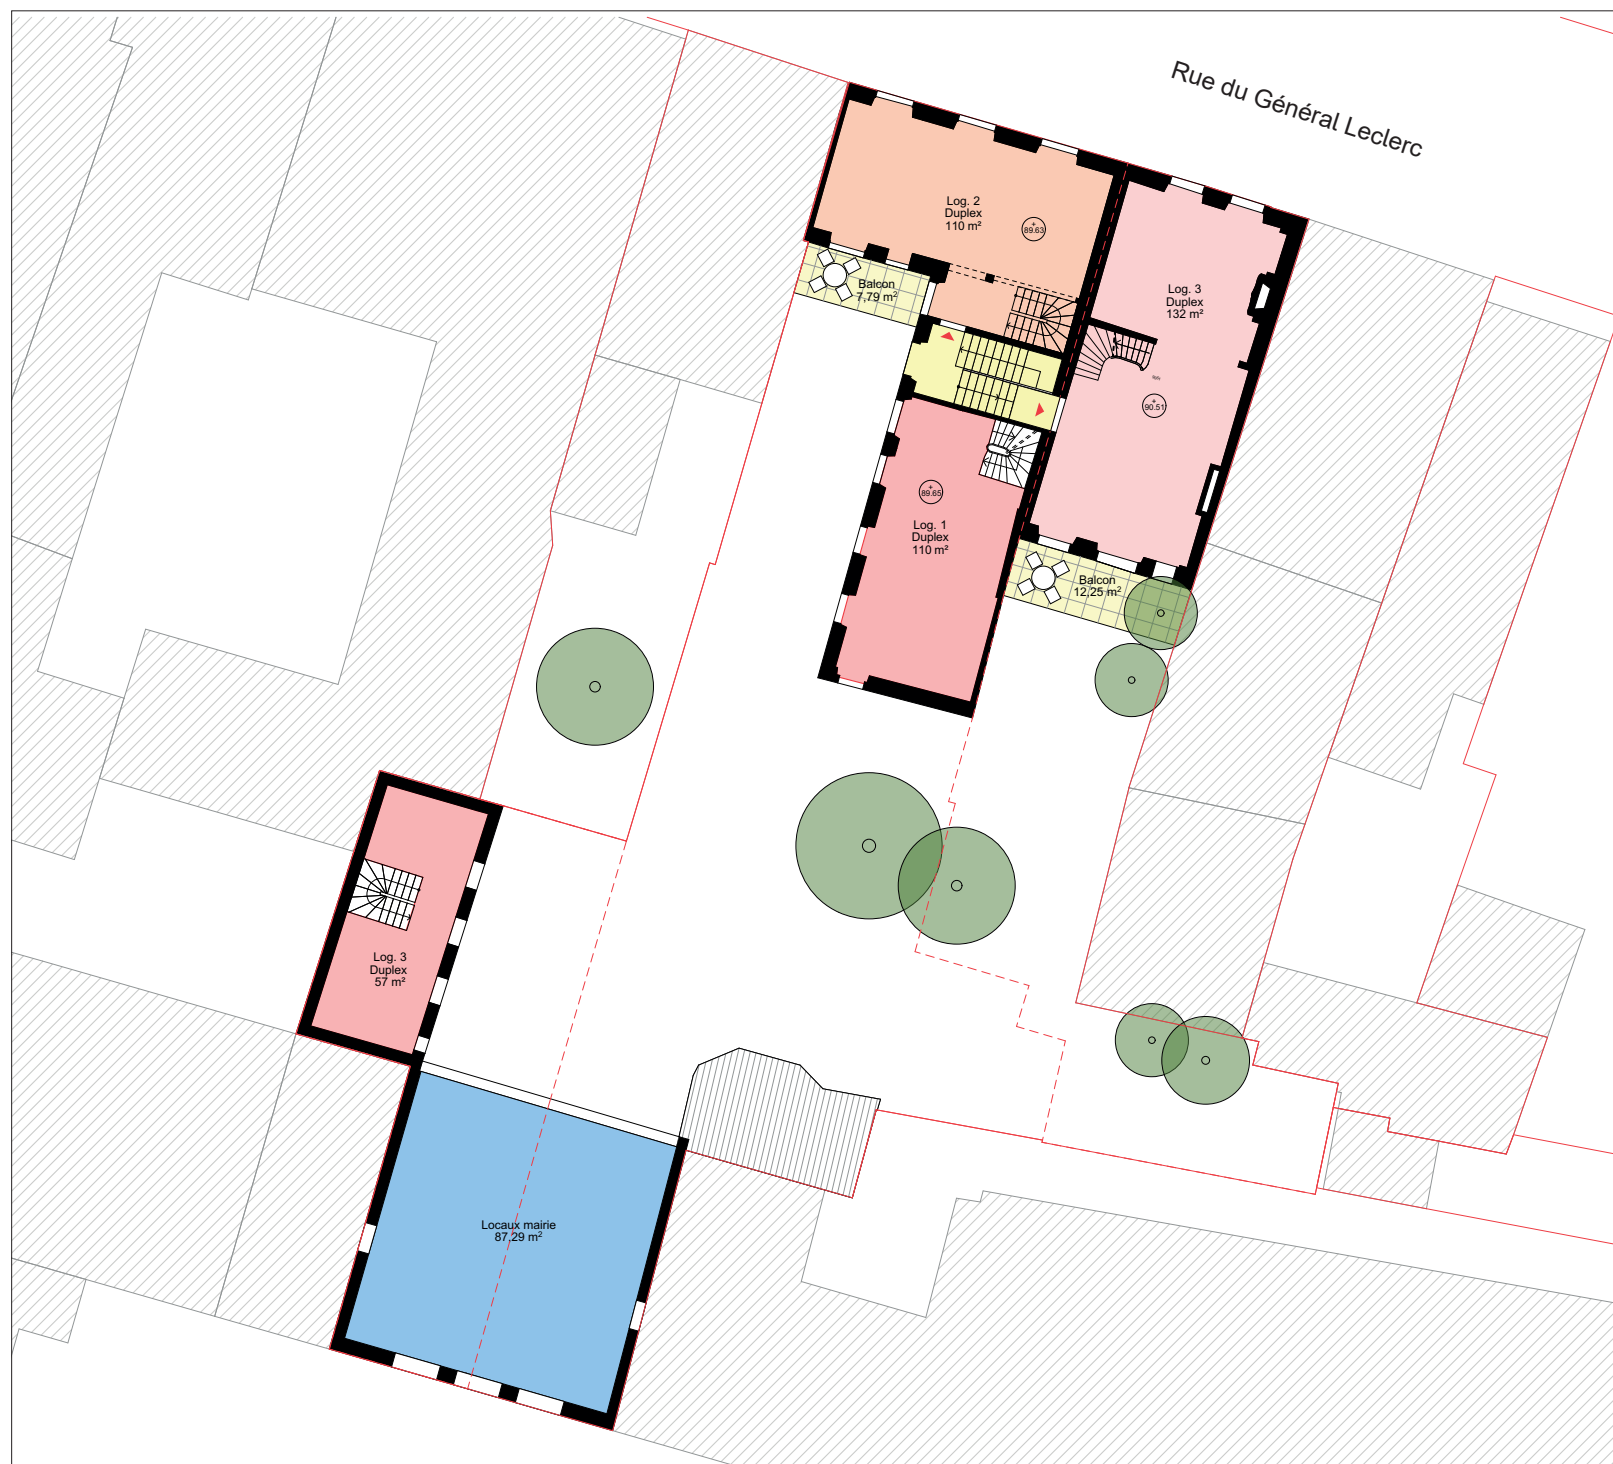 Rue du Général Leclerc
Log. 2
Duplex
110 m²
+
89.63
Balcon
7,79 m²
Log. 3
Duplex
132 m²
+
90.51
+
89.65
Log. 1
Duplex
110 m²
Balcon
12,25 m²
Log. 3
Duplex
57 m²
Locaux mairie
87,29 m²